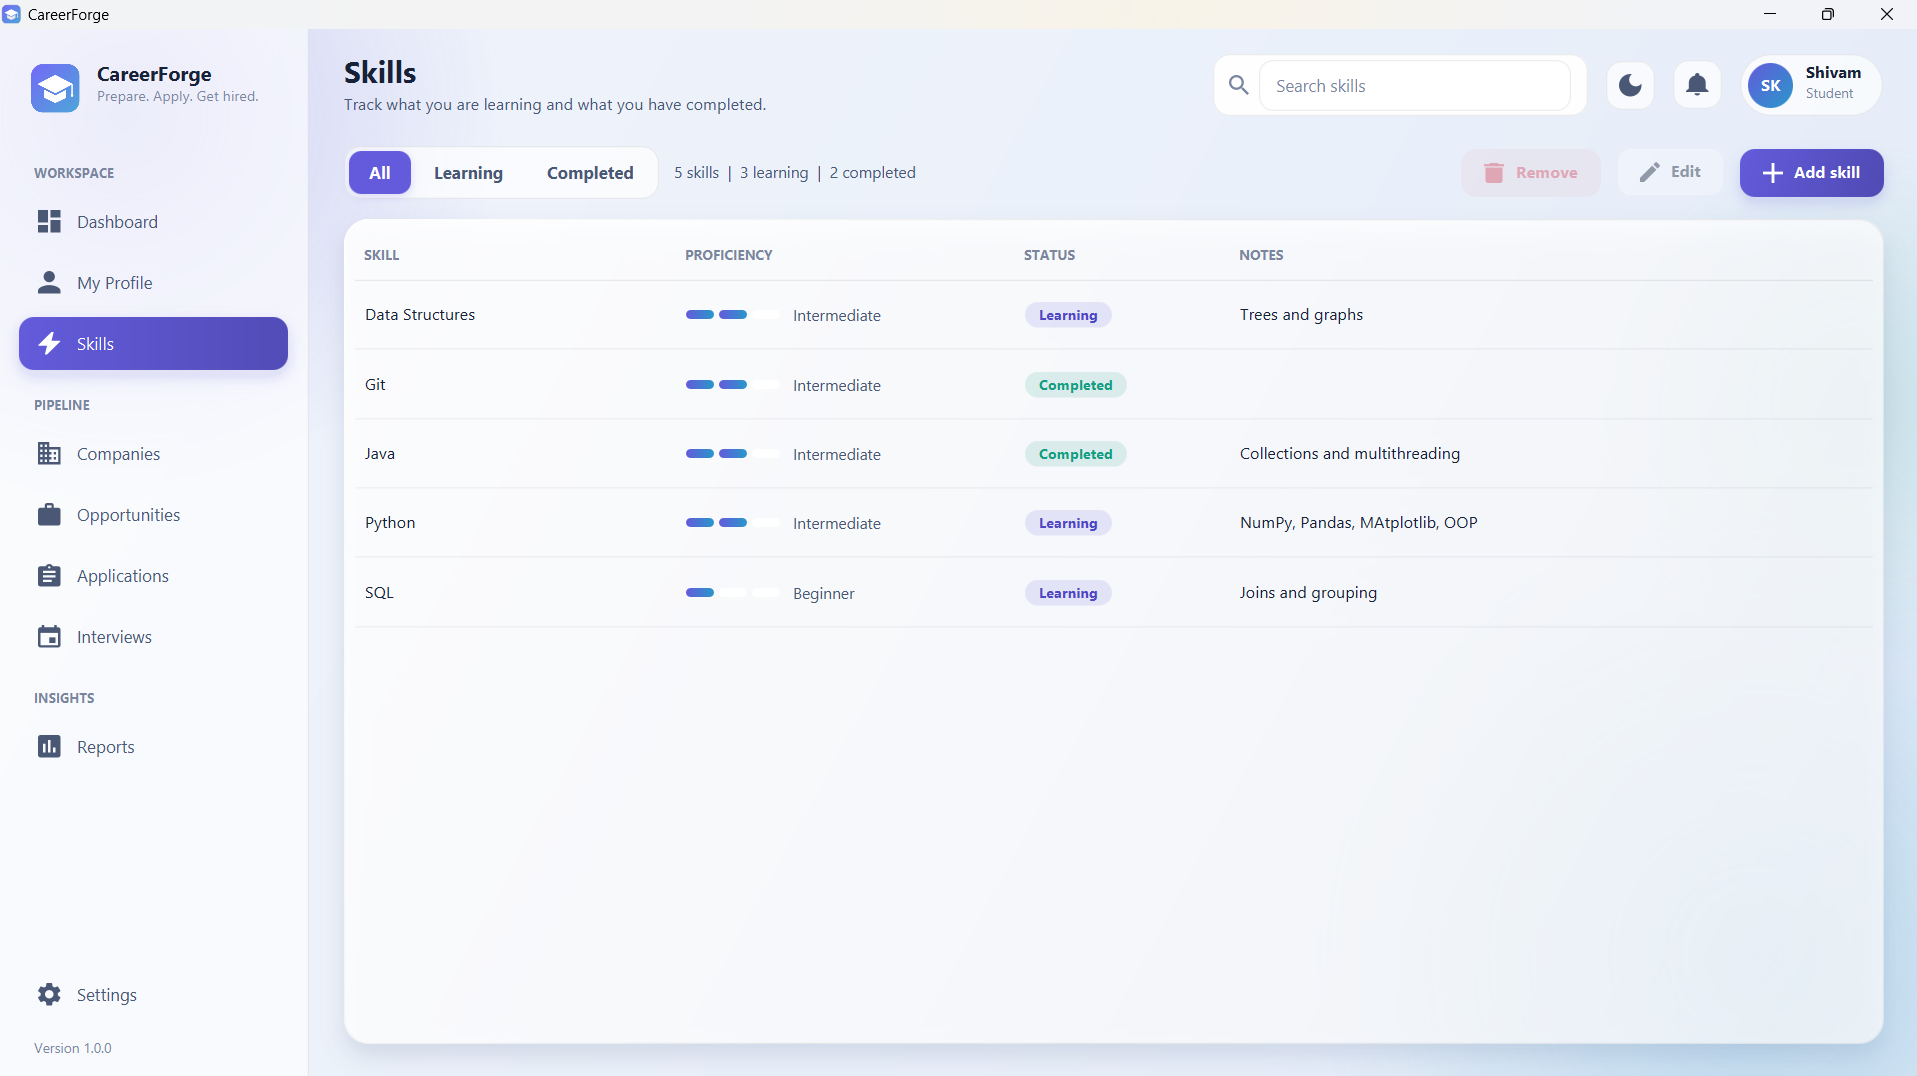 CareerForge
CareerForge
Prepare. Apply. Get hired.
WORKSPACE
Dashboard
My Profile
Skills
PIPELINE
Companies
Opportunities
Applications
Interviews
INSIGHTS
Reports
Settings
Version 1.0.0
Skills
Track what you are learning and what you have completed.
Search skills
SK
Shivam
Student
All Learning Completed 5 skills | 3 learning | 2 completed
Remove Edit Add skill
SKILL PROFICIENCY STATUS NOTES
Data Structures Intermediate Learning Trees and graphs
Git Intermediate Completed
Java Intermediate Completed Collections and multithreading
Python Intermediate Learning NumPy, Pandas, MAtplotlib, OOP
SQL Beginner Learning Joins and grouping